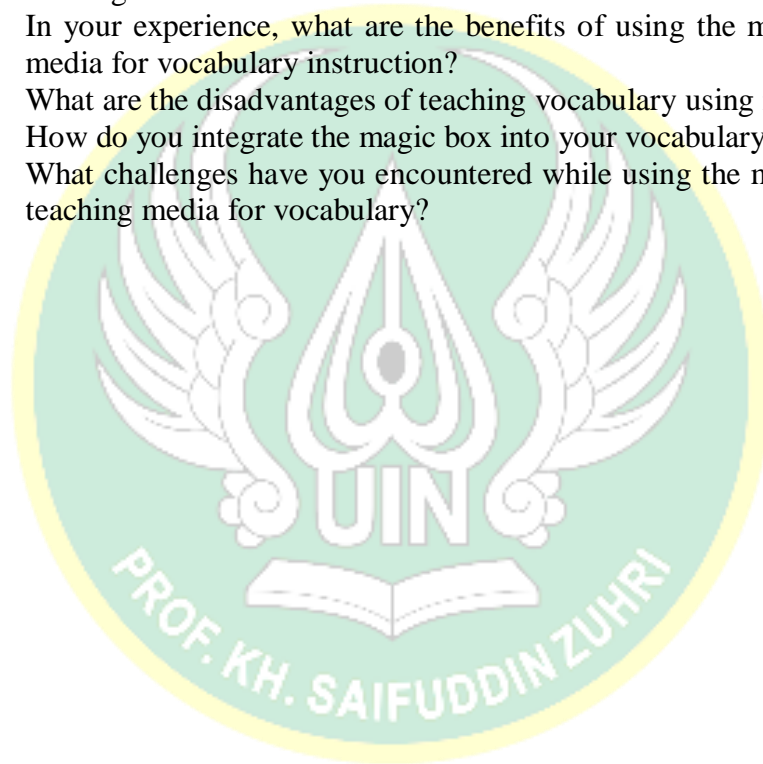 In your experience, what are the benefits of using the m
media for vocabulary instruction?
What are the disadvantages of teaching vocabulary using
How do you integrate the magic box into your vocabulary
What challenges have you encountered while using the m
teaching media for vocabulary?
UIN
PROF. KH. SAIFUDDIN ZUHRI